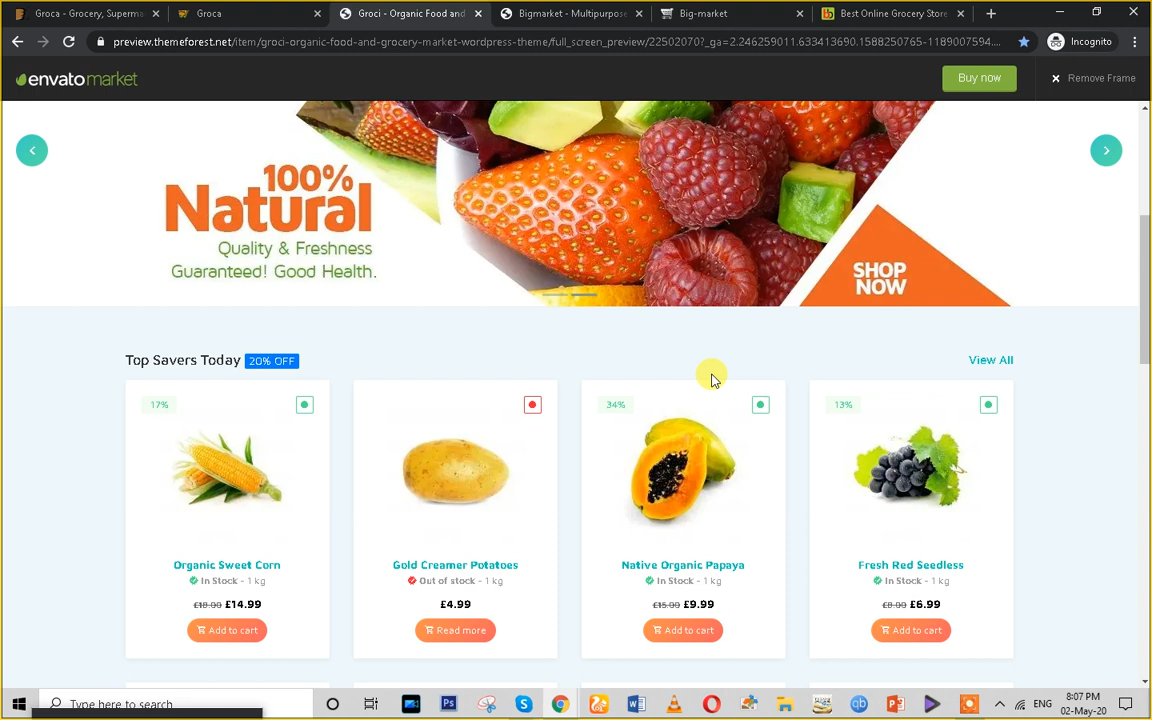 Groca - Grocery, Superma
Groca
Groci - Organic Food and
Bigmarket - Multipurpose
Big-market
Best Online Grocery Store
preview.themeforest.net/item/groci-organic-food-and-grocery-market-wordpress-theme/full_screen_preview/22502070?_ga=2.246259011.633413690.1588250765-1189007594....
Incognito
envatomarket
Buy now
Remove Frame
100%
Natural
Quality & Freshness
Guaranteed! Good Health.
SHOP
NOW
Top Savers Today 20% OFF
View All
17%
34%
13%
Organic Sweet Corn
Gold Creamer Potatoes
Native Organic Papaya
Fresh Red Seedless
In Stock - 1 kg
Out of stock - 1 kg
In Stock - 1 kg
In Stock - 1 kg
£18.00 £14.99
£4.99
£15.00 £9.99
£8.00 £6.99
Add to cart
Read more
Add to cart
Add to cart
Type here to search
Ps
ENG
8:07 PM
02-May-20